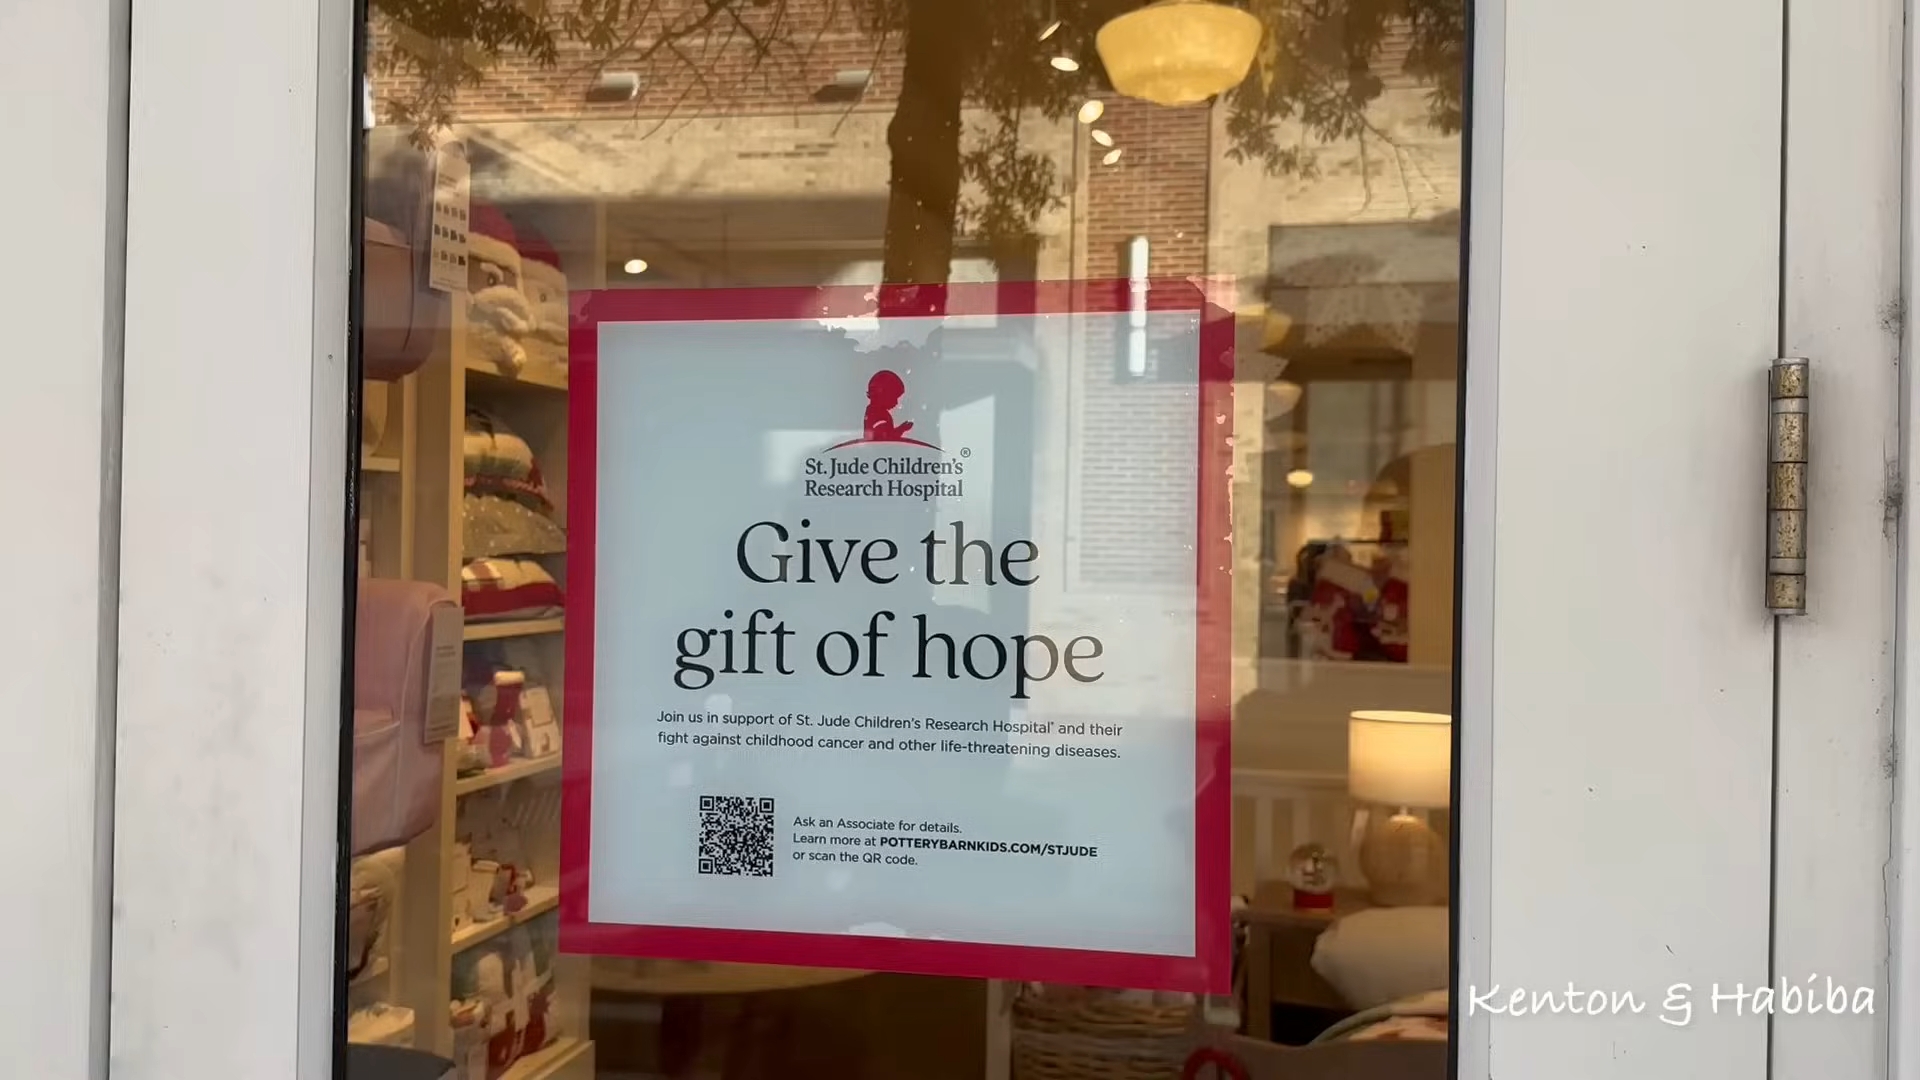 St. Jude Children's®
Research Hospital
Give the
gift of hope
Join us in support of St. Jude Children's Research Hospital® and their
fight against childhood cancer and other life-threatening diseases.
Ask an Associate for details.
Learn more at POTTERYBARNKIDS.COM/STJUDE
or scan the QR code.
Kenton & Habiba